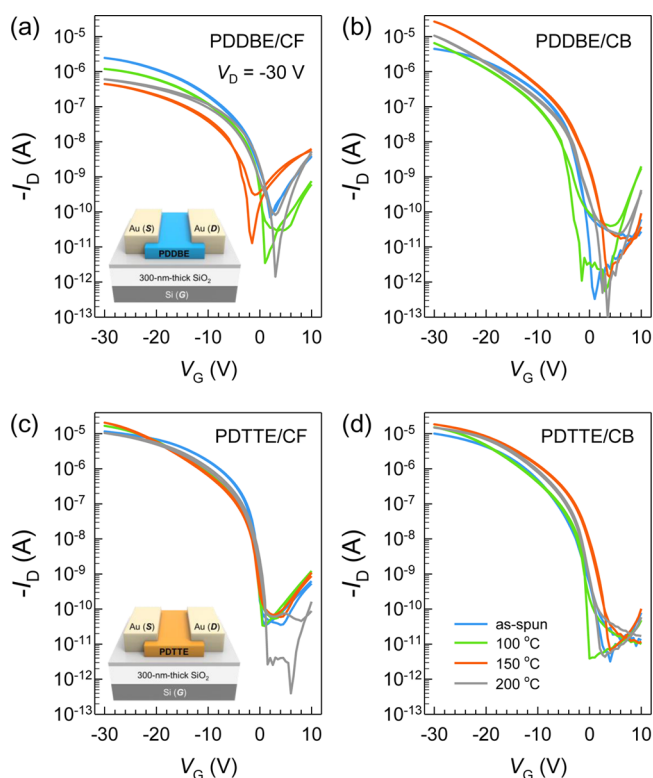 (a)
PDDBE/CF
V_D = -30 V
10^-5
10^-6
10^-7
10^-8
10^-9
10^-10
10^-11
10^-12
10^-13
-I_D (A)
Au (S)
Au (D)
PDDBE
300-nm-thick SiO₂
Si (G)
-30 -20 -10 0 10
V_G (V)
(b)
PDDBE/CB
10^-5
10^-6
10^-7
10^-8
10^-9
10^-10
10^-11
10^-12
10^-13
-I_D (A)
-30 -20 -10 0 10
V_G (V)
(c)
PDTTE/CF
10^-5
10^-6
10^-7
10^-8
10^-9
10^-10
10^-11
10^-12
10^-13
-I_D (A)
Au (S)
Au (D)
PDTTE
300-nm-thick SiO₂
Si (G)
-30 -20 -10 0 10
V_G (V)
(d)
PDTTE/CB
10^-5
10^-6
10^-7
10^-8
10^-9
10^-10
10^-11
10^-12
10^-13
-I_D (A)
as-spun
100 °C
150 °C
200 °C
-30 -20 -10 0 10
V_G (V)